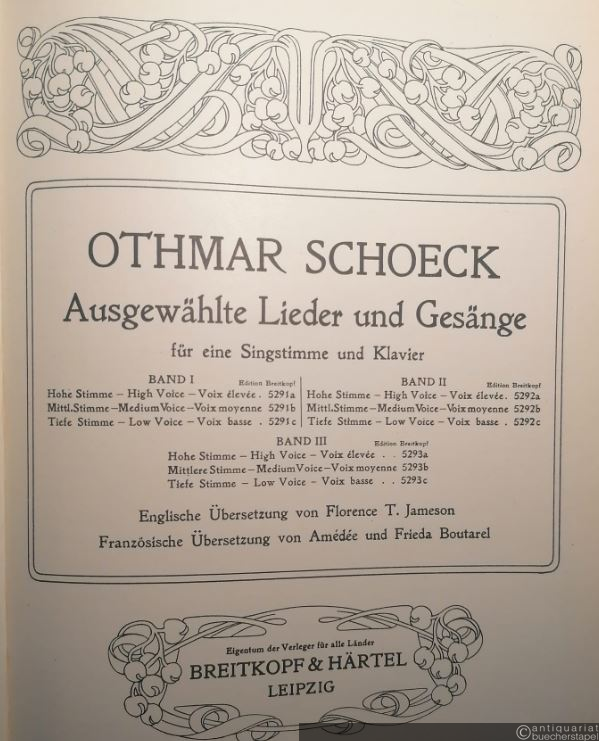 OTHMAR SCHOECK
Ausgewählte Lieder und Gesänge
für eine Singstimme und Klavier
BAND I
Edition Breitkopf
Hohe Stimme – High Voice – Voix élevée. 5291a
Mittl.Stimme–Medium Voice–Voix moyenne 5291b
Tiefe Stimme – Low Voice – Voix basse . 5291c
BAND II
Edition Breitkopf
Hohe Stimme – High Voice – Voix élevée. 5292a
Mittl.Stimme–Medium Voice–Voix moyenne 5292b
Tiefe Stimme – Low Voice – Voix basse . 5292c
BAND III
Edition Breitkopf
Hohe Stimme – High Voice – Voix élevée . . 5293a
Mittlere Stimme – Medium Voice – Voix moyenne 5293b
Tiefe Stimme – Low Voice – Voix basse . . 5293c
Englische Übersetzung von Florence T. Jameson
Französische Übersetzung von Amédée und Frieda Boutarel
Eigentum der Verleger für alle Länder
BREITKOPF & HÄRTEL
LEIPZIG
©antiquariat
buecherstapel